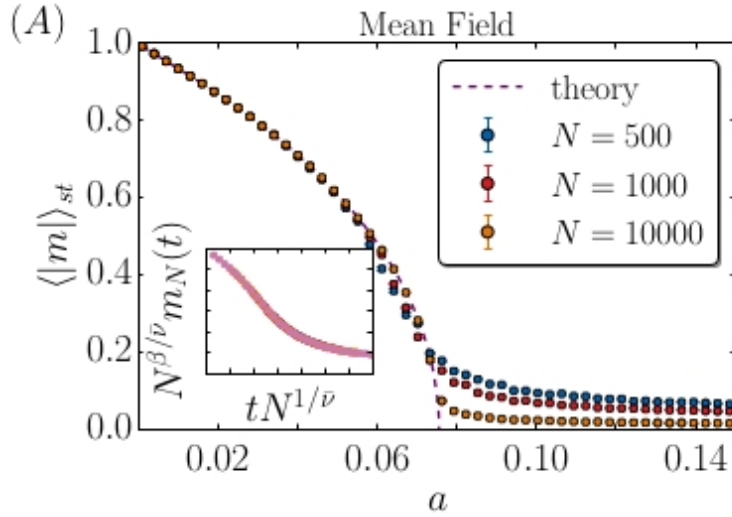 (A)
Mean Field
⟨|m|⟩st
1.0
0.8
0.6
0.4
0.2
0.0
theory
N = 500
N = 1000
N = 10000
N^{β/ν̄} m_N(t)
tN^{1/ν̄}
0.02 0.06 0.10 0.14
a